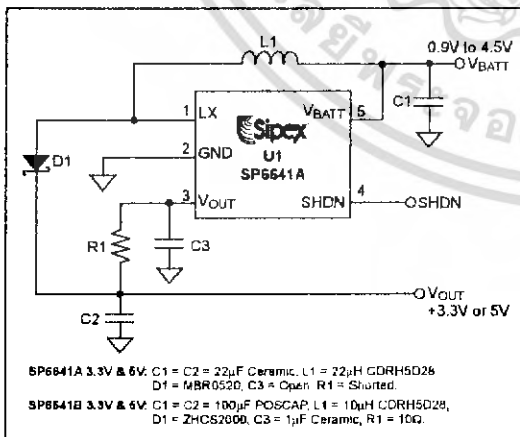 L1
0.9V to 4.5V
VBATT
C1
1 LX
VBATT 5
Sipex
U1
SP6641A
2 GND
D1
3 VOUT
SHDN 4
SHDN
R1
C3
VOUT
+3.3V or 5V
C2
SP6641A 3.3V & 5V: C1 = C2 = 22µF Ceramic, L1 = 22µH CDRH5D28
D1 = MBR0520, C3 = Open, R1 = Shorted.
SP6641B 3.3V & 5V: C1 = C2 = 100µF POSCAP, L1 = 10µH CDRH5D28,
D1 = ZHCS2000, C3 = 1µF Ceramic, R1 = 10Ω.